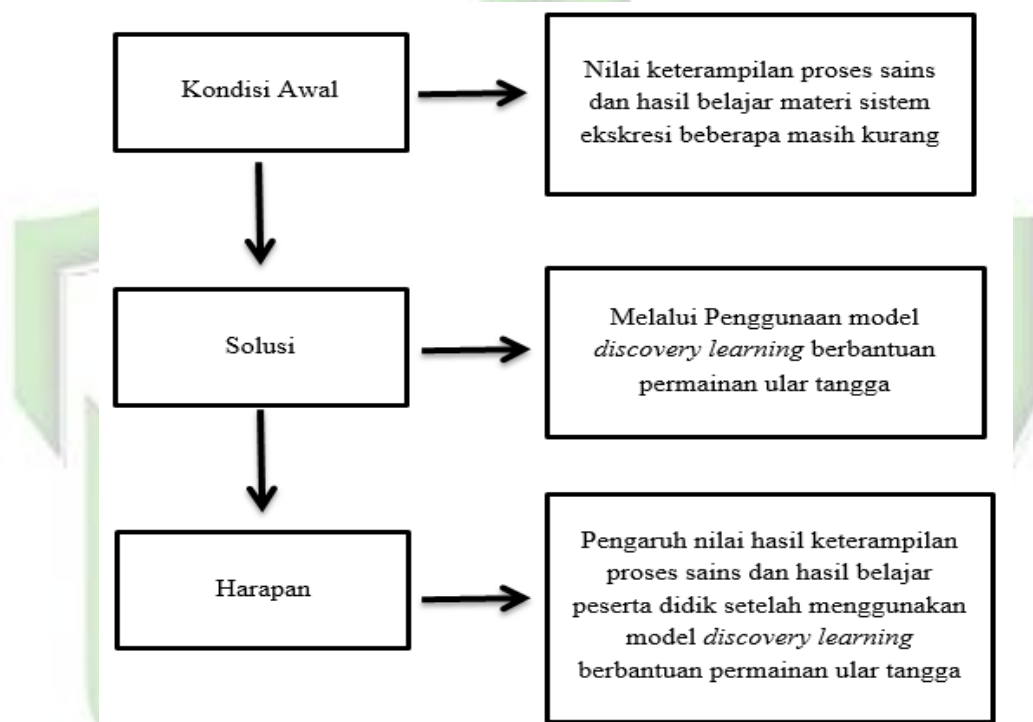 Kondisi Awal
Nilai keterampilan proses sains
dan hasil belajar materi sistem
ekskresi beberapa masih kurang
Solusi
Melalui Penggunaan model
discovery learning berbantuan
permainan ular tangga
Harapan
Pengaruh nilai hasil keterampilan
proses sains dan hasil belajar
peserta didik setelah menggunakan
model discovery learning
berbantuan permainan ular tangga